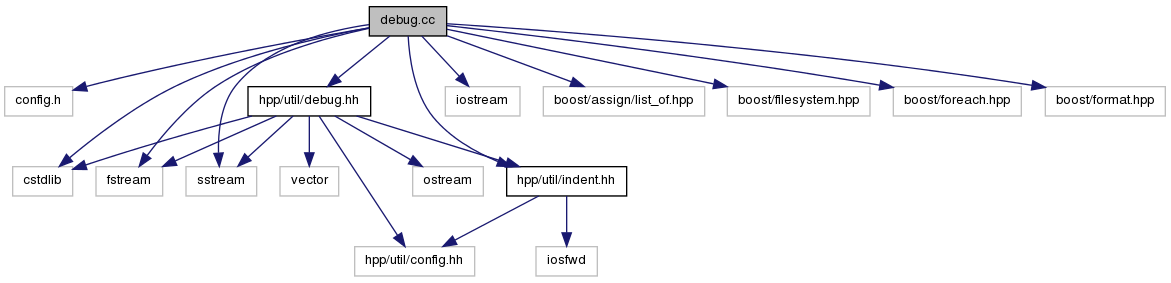 debug.cc
config.h
hpp/util/debug.hh
iostream
boost/assign/list_of.hpp
boost/filesystem.hpp
boost/foreach.hpp
boost/format.hpp
cstdlib
fstream
sstream
vector
ostream
hpp/util/indent.hh
hpp/util/config.hh
iosfwd